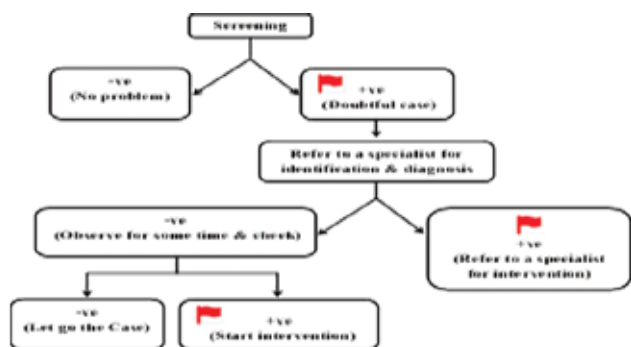 Screening
-ve
(No problem)
+ve
(Doubtful case)
Refer to a specialist for
identification & diagnosis
-ve
(Observe for some time & check)
+ve
(Refer to a specialist
for intervention)
-ve
(Let go the Case)
+ve
(Start intervention)